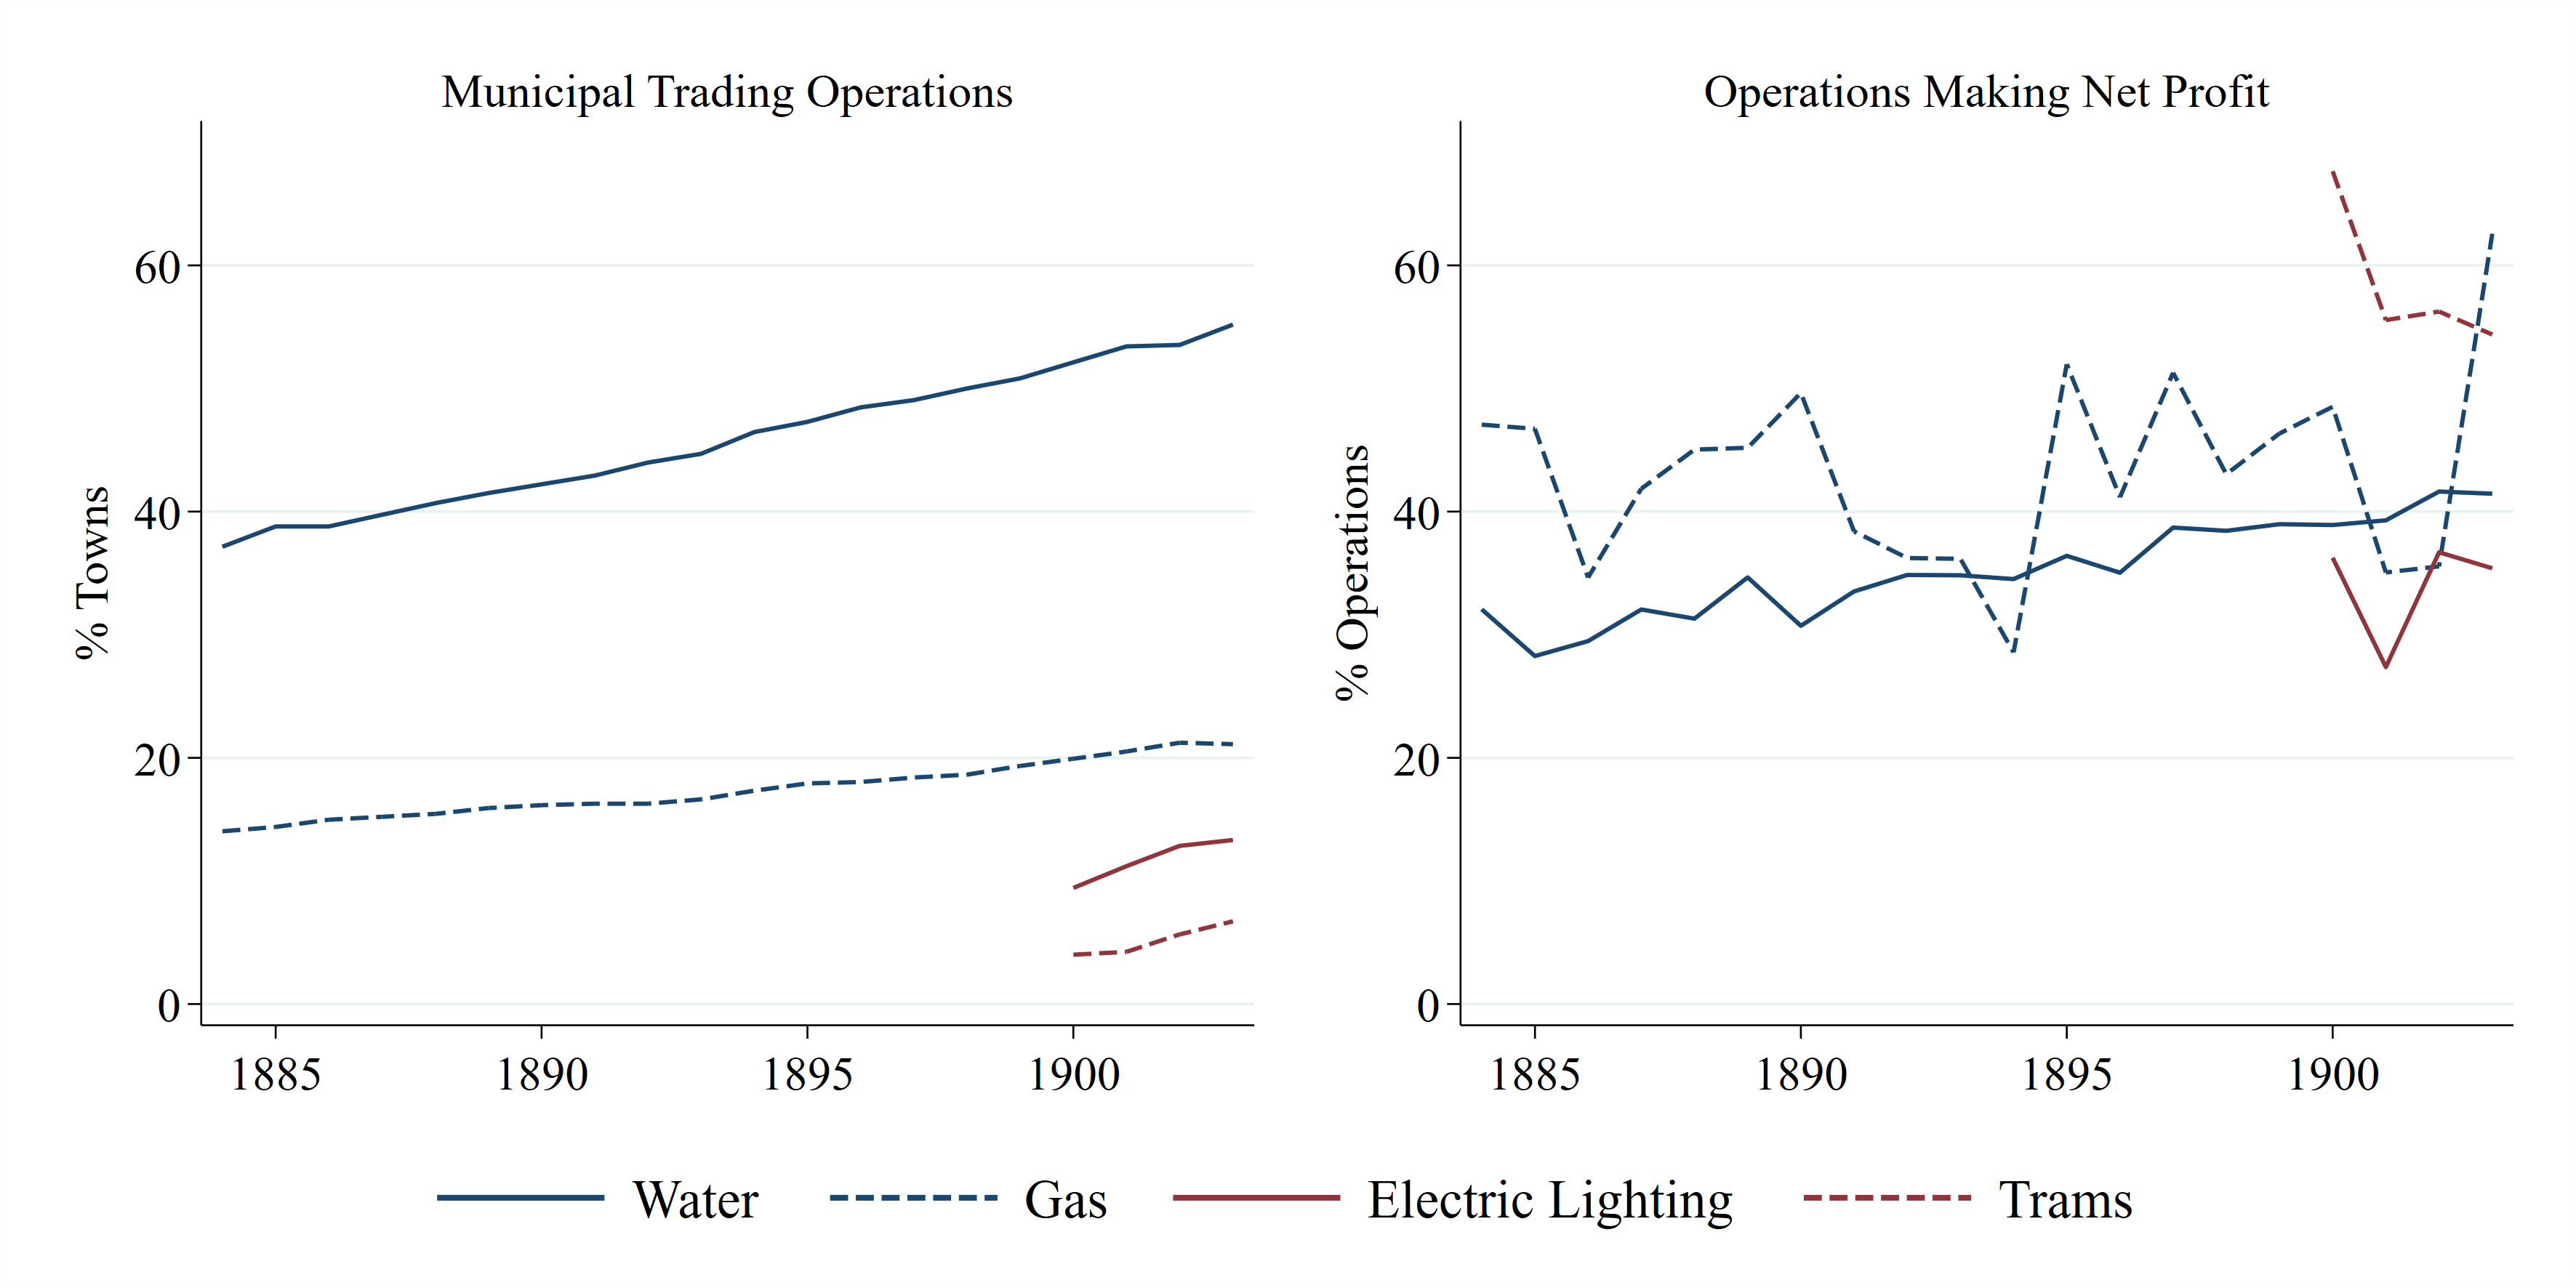 Municipal Trading Operations
% Towns
60
40
20
0
1885 1890 1895 1900
Operations Making Net Profit
% Operations
60
40
20
0
1885 1890 1895 1900
Water Gas Electric Lighting Trams